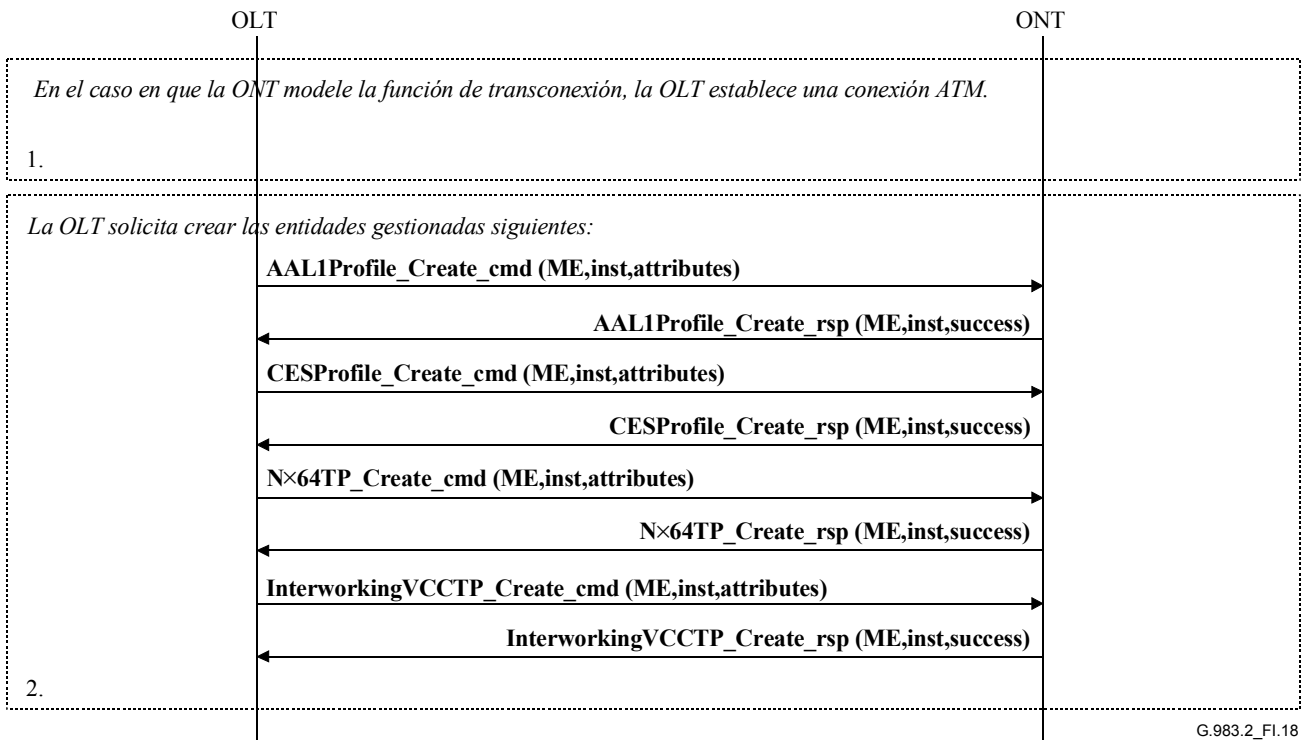 OLT
ONT
En el caso en que la ONT modele la función de transconexión, la OLT establece una conexión ATM.
1.
La OLT solicita crear las entidades gestionadas siguientes:
AAL1Profile_Create_cmd (ME,inst,attributes)
AAL1Profile_Create_rsp (ME,inst,success)
CESProfile_Create_cmd (ME,inst,attributes)
CESProfile_Create_rsp (ME,inst,success)
N×64TP_Create_cmd (ME,inst,attributes)
N×64TP_Create_rsp (ME,inst,success)
InterworkingVCCTP_Create_cmd (ME,inst,attributes)
InterworkingVCCTP_Create_rsp (ME,inst,success)
2.
G.983.2_FI.18